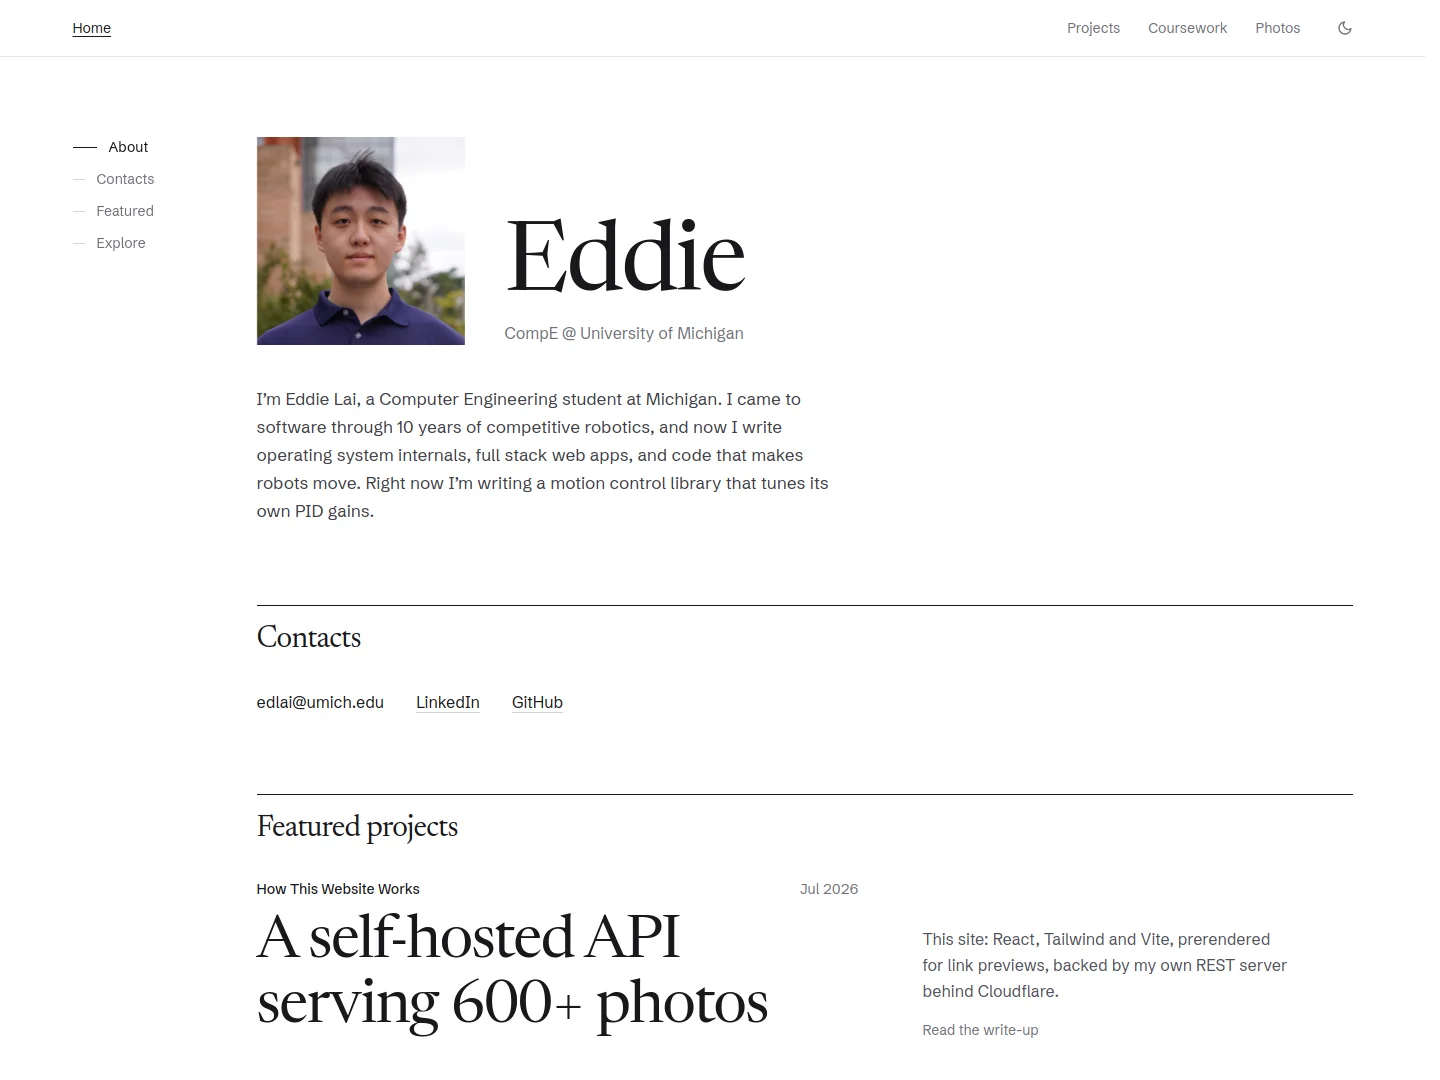 Home
Projects
Coursework
Photos
About
Contacts
Featured
Explore
Eddie
CompE @ University of Michigan
I’m Eddie Lai, a Computer Engineering student at Michigan. I came to
software through 10 years of competitive robotics, and now I write
operating system internals, full stack web apps, and code that makes
robots move. Right now I’m writing a motion control library that tunes its
own PID gains.
Contacts
edlai@umich.edu
LinkedIn
GitHub
Featured projects
How This Website Works
Jul 2026
A self-hosted API
serving 600+ photos
This site: React, Tailwind and Vite, prerendered
for link previews, backed by my own REST server
behind Cloudflare.
Read the write-up